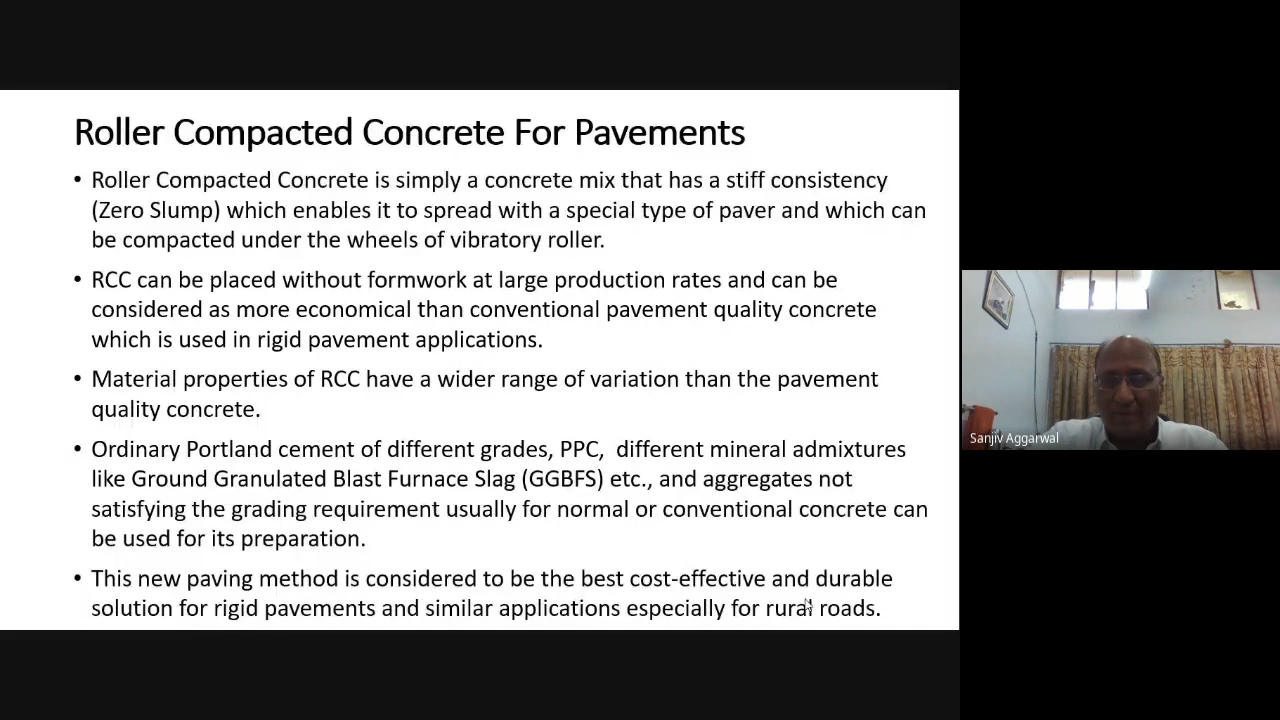 Roller Compacted Concrete For Pavements
• Roller Compacted Concrete is simply a concrete mix that has a stiff consistency
(Zero Slump) which enables it to spread with a special type of paver and which can
be compacted under the wheels of vibratory roller.
• RCC can be placed without formwork at large production rates and can be
considered as more economical than conventional pavement quality concrete
which is used in rigid pavement applications.
• Material properties of RCC have a wider range of variation than the pavement
quality concrete.
• Ordinary Portland cement of different grades, PPC, different mineral admixtures
like Ground Granulated Blast Furnace Slag (GGBFS) etc., and aggregates not
satisfying the grading requirement usually for normal or conventional concrete can
be used for its preparation.
• This new paving method is considered to be the best cost-effective and durable
solution for rigid pavements and similar applications especially for rural roads.
Sanjiv Aggarwal